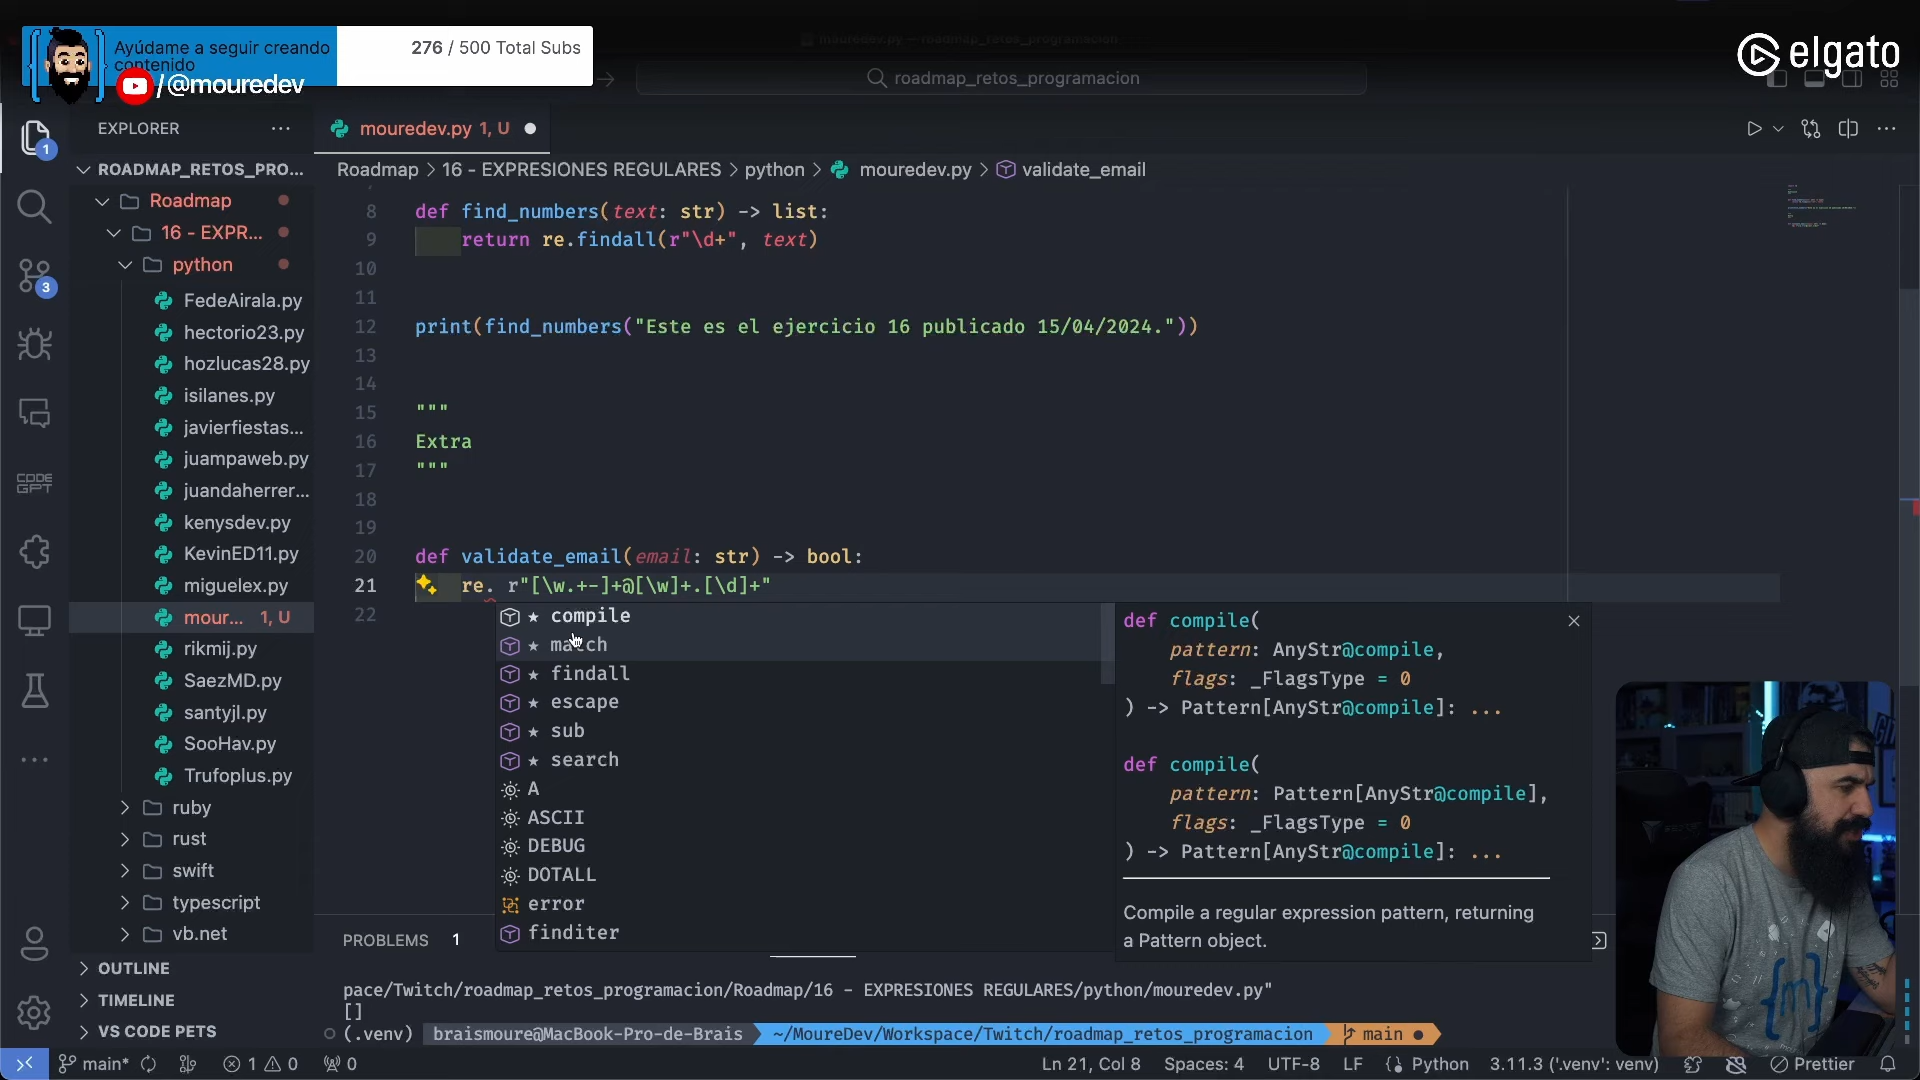 Ayúdame a seguir creando
contenido
/@mouredev
276 / 500 Total Subs
elgato
roadmap_retos_programacion
EXPLORER
mouredev.py 1, U
ROADMAP_RETOS_PRO...
Roadmap > 16 - EXPRESIONES REGULARES > python > mouredev.py > validate_email
Roadmap
16 - EXPR...
python
FedeAirala.py
hectorio23.py
hozlucas28.py
isilanes.py
javierfiestas...
juampaweb.py
juandaherrer...
kenysdev.py
KevinED11.py
miguelex.py
mour... 1, U
rikmij.py
SaezMD.py
santyjl.py
SooHav.py
Trufoplus.py
ruby
rust
swift
typescript
vb.net
OUTLINE
TIMELINE
VS CODE PETS
1
3
CODE
GPT
8 def find_numbers(text: str) -> list:
9 return re.findall(r"\d+", text)
10
11
12 print(find_numbers("Este es el ejercicio 16 publicado 15/04/2024."))
13
14
15 """
16 Extra
17 """
18
19
20 def validate_email(email: str) -> bool:
21 re. r"[\w.+-]+@[\w]+.[\d]+"
22
★ compile
★ match
★ findall
★ escape
★ sub
★ search
A
ASCII
DEBUG
DOTALL
error
finditer
def compile(
pattern: AnyStr@compile,
flags: _FlagsType = 0
) -> Pattern[AnyStr@compile]: ...
def compile(
pattern: Pattern[AnyStr@compile],
flags: _FlagsType = 0
) -> Pattern[AnyStr@compile]: ...
Compile a regular expression pattern, returning
a Pattern object.
PROBLEMS 1
pace/Twitch/roadmap_retos_programacion/Roadmap/16 - EXPRESIONES REGULARES/python/mouredev.py"
[]
(.venv) braismoure@MacBook-Pro-de-Brais ~/MoureDev/Workspace/Twitch/roadmap_retos_programacion main
main* 1 0 0 Ln 21, Col 8 Spaces: 4 UTF-8 LF {} Python 3.11.3 ('.venv': venv) Prettier